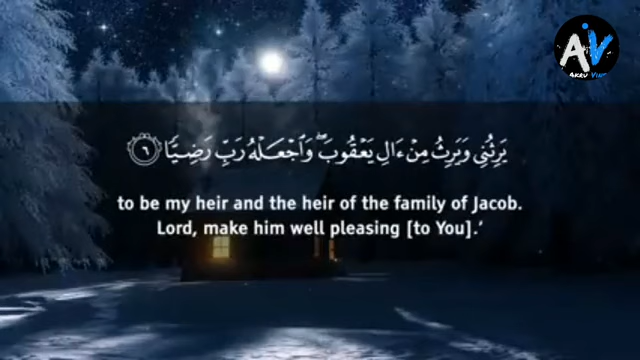 يَرِثُنِي وَيَرِثُ مِنْ ءَالِ يَعْقُوبَۖ وَٱجْعَلْهُ رَبِّ رَضِيًّا ٦
to be my heir and the heir of the family of Jacob.
Lord, make him well pleasing [to You].’
AV